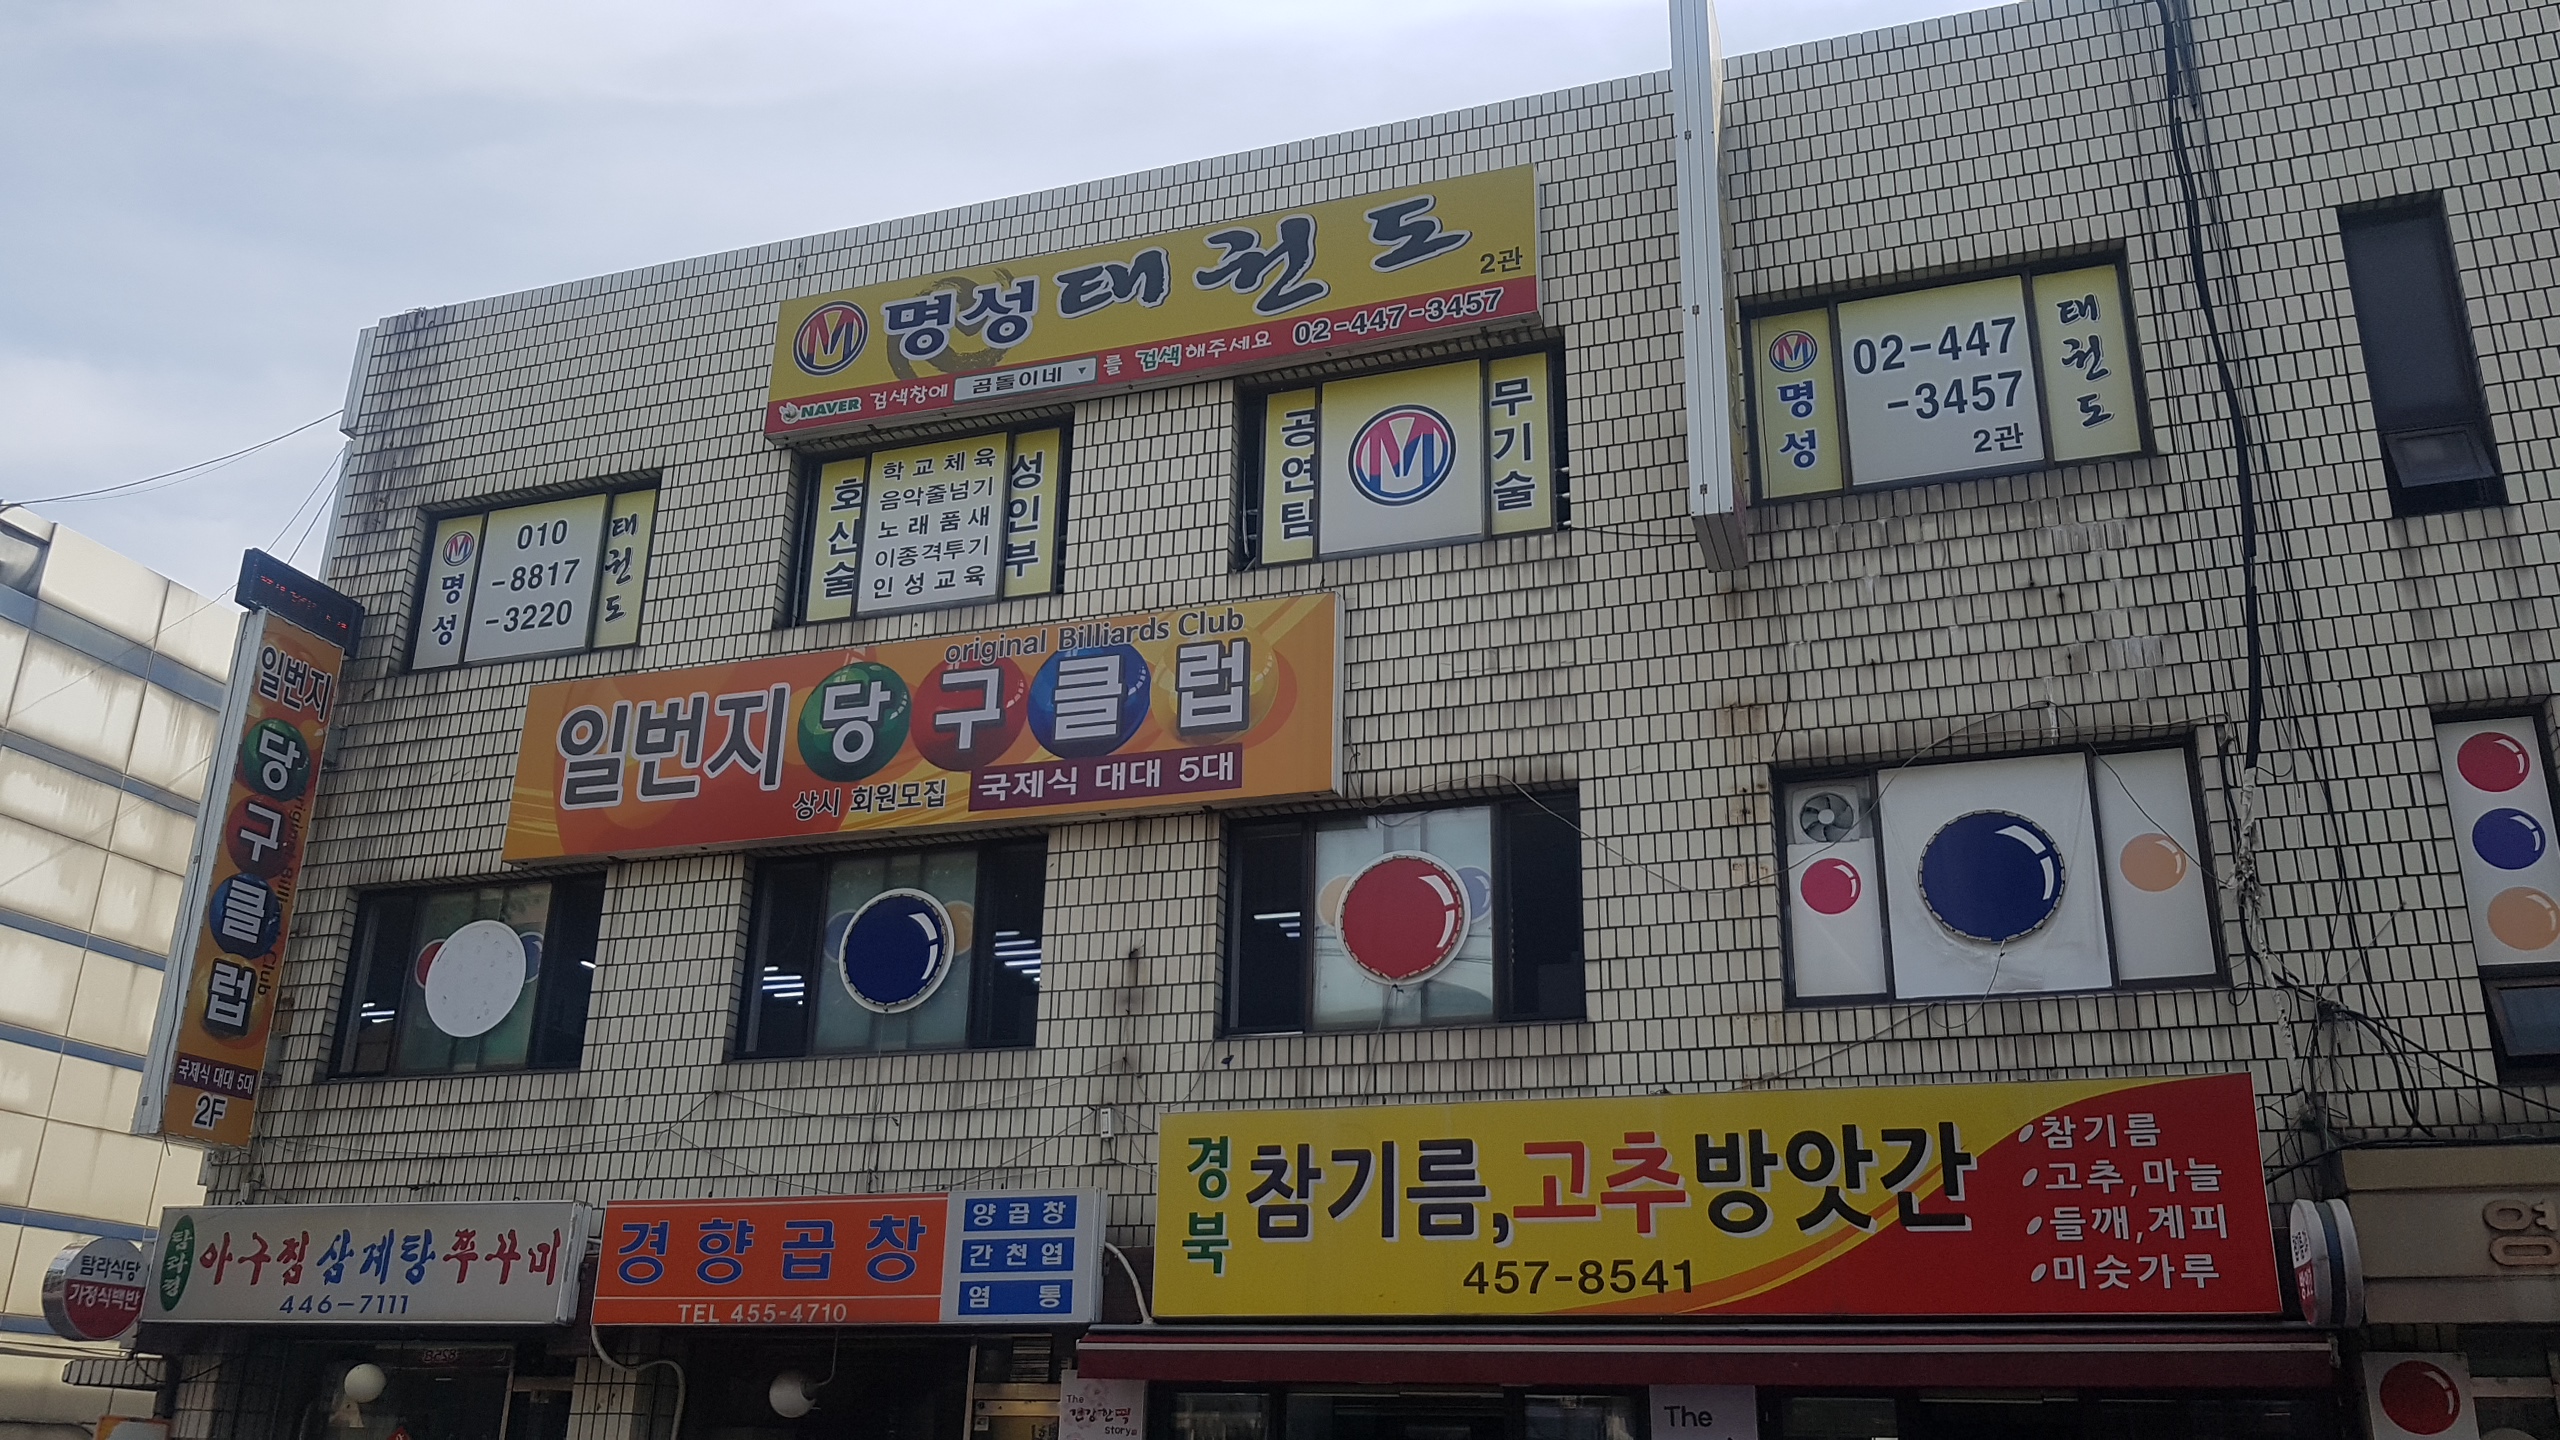 명성태권도 2관
NAVER 검색창에 곰돌이네 를 검색해주세요 02-447-3457
명성
010
-8817
-3220
태권도
호신술
학교체육
음악줄넘기
노래품새
이종격투기
인성교육
성인부
공연팀
M
무기술
명성
02-447
-3457
2관
태권도
original Billiards Club
일번지당구클럽
상시 회원모집
국제식 대대 5대
일번지
당구클럽
국제식 대대 5대
2F
탐라식당
가정식백반
아구찜삼계탕쭈꾸미
446-7111
경향곱창
TEL 455-4710
양곱창
간천엽
염통
경북
참기름,고추방앗간
457-8541
참기름
고추,마늘
들깨,계피
미숫가루
영
The
건강한떡
story
The